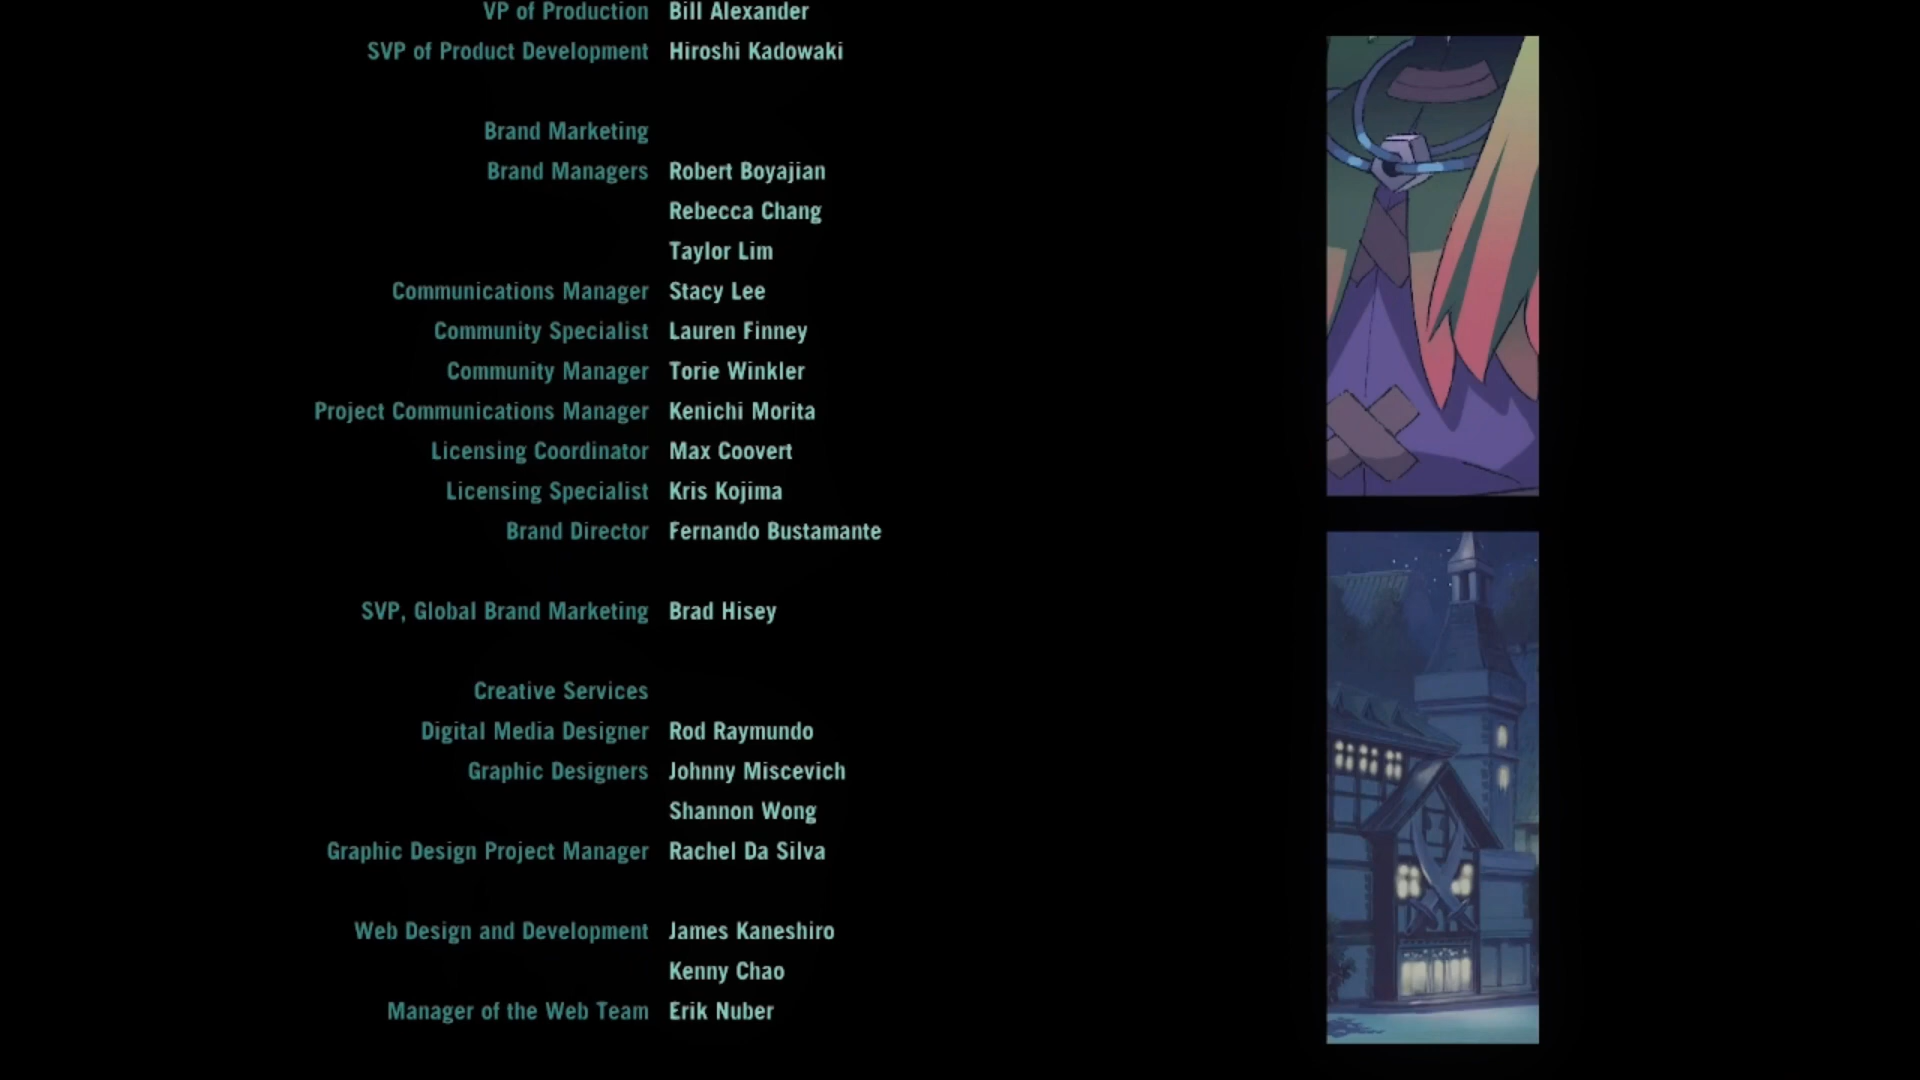 VP of Production Bill Alexander
SVP of Product Development Hiroshi Kadowaki
Brand Marketing
Brand Managers Robert Boyajian
Rebecca Chang
Taylor Lim
Communications Manager Stacy Lee
Community Specialist Lauren Finney
Community Manager Torie Winkler
Project Communications Manager Kenichi Morita
Licensing Coordinator Max Coovert
Licensing Specialist Kris Kojima
Brand Director Fernando Bustamante
SVP, Global Brand Marketing Brad Hisey
Creative Services
Digital Media Designer Rod Raymundo
Graphic Designers Johnny Miscevich
Shannon Wong
Graphic Design Project Manager Rachel Da Silva
Web Design and Development James Kaneshiro
Kenny Chao
Manager of the Web Team Erik Nuber